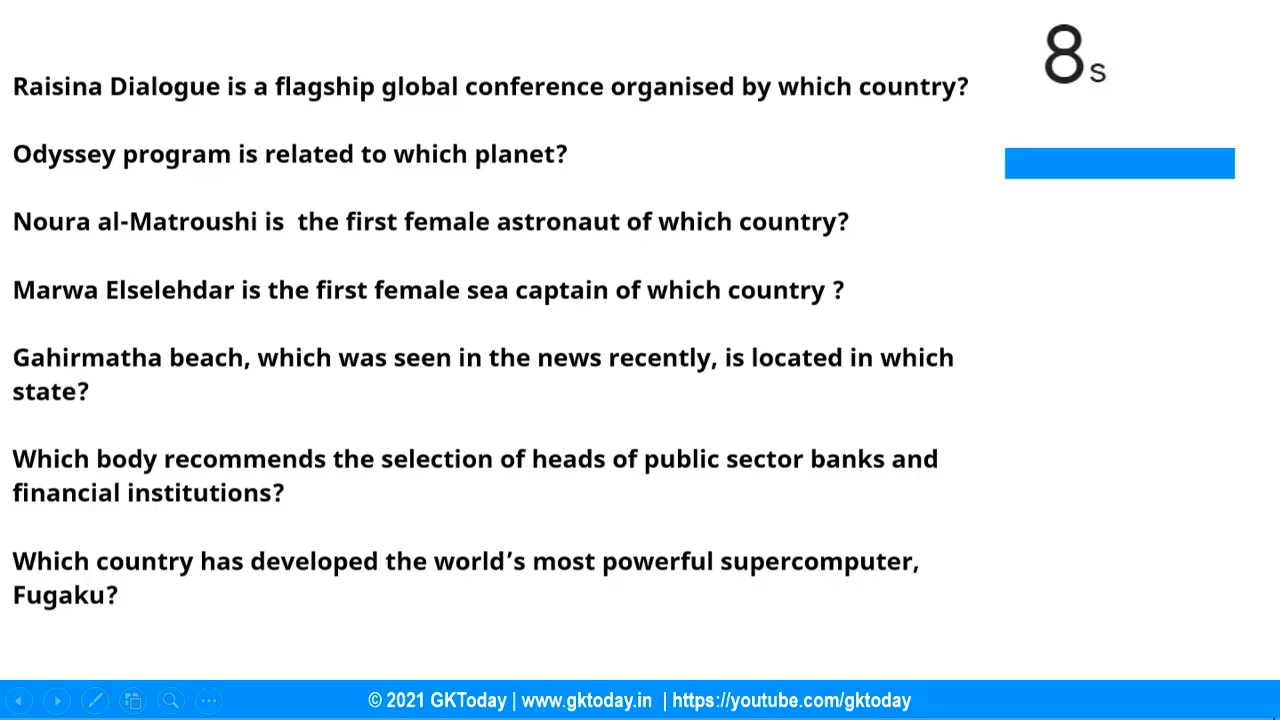 8s
Raisina Dialogue is a flagship global conference organised by which country?
Odyssey program is related to which planet?
Noura al-Matroushi is  the first female astronaut of which country?
Marwa Elselehdar is the first female sea captain of which country ?
Gahirmatha beach, which was seen in the news recently, is located in which
state?
Which body recommends the selection of heads of public sector banks and
financial institutions?
Which country has developed the world’s most powerful supercomputer,
Fugaku?
© 2021 GKToday | www.gktoday.in  | https://youtube.com/gktoday